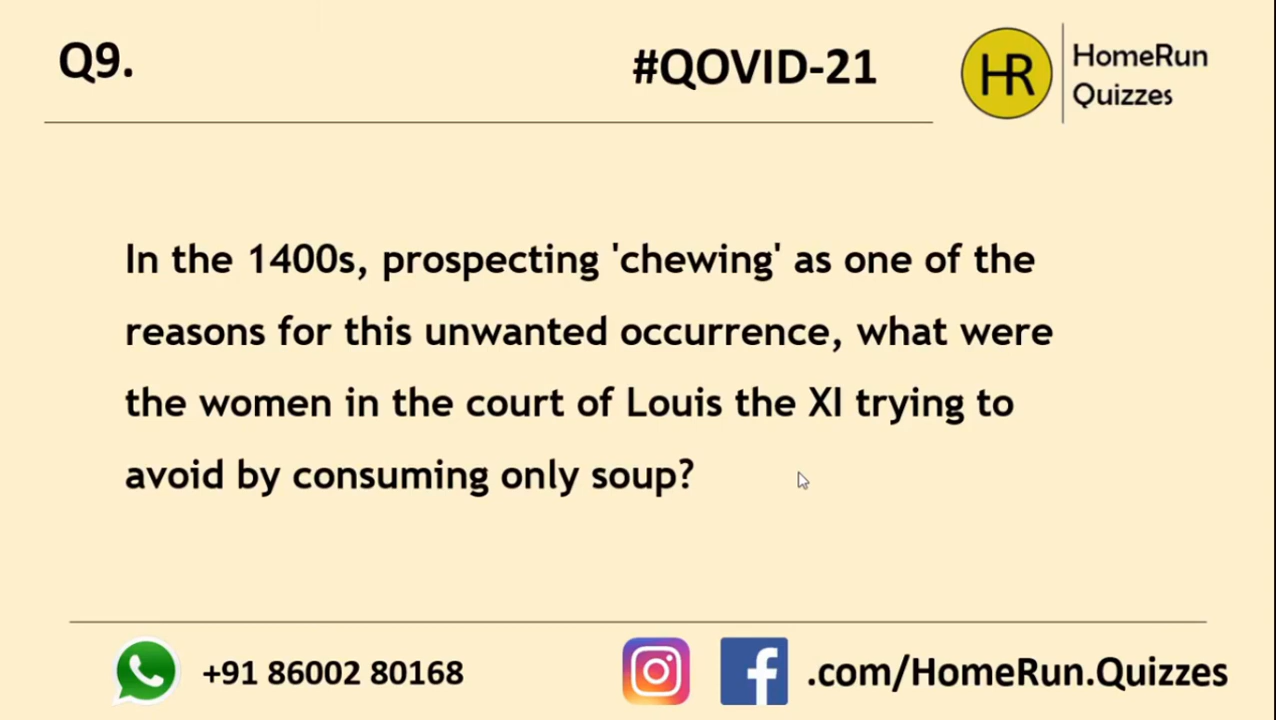 Q9.
#QOVID-21
HR
HomeRun
Quizzes
In the 1400s, prospecting 'chewing' as one of the
reasons for this unwanted occurrence, what were
the women in the court of Louis the XI trying to
avoid by consuming only soup?
+91 86002 80168
.com/HomeRun.Quizzes